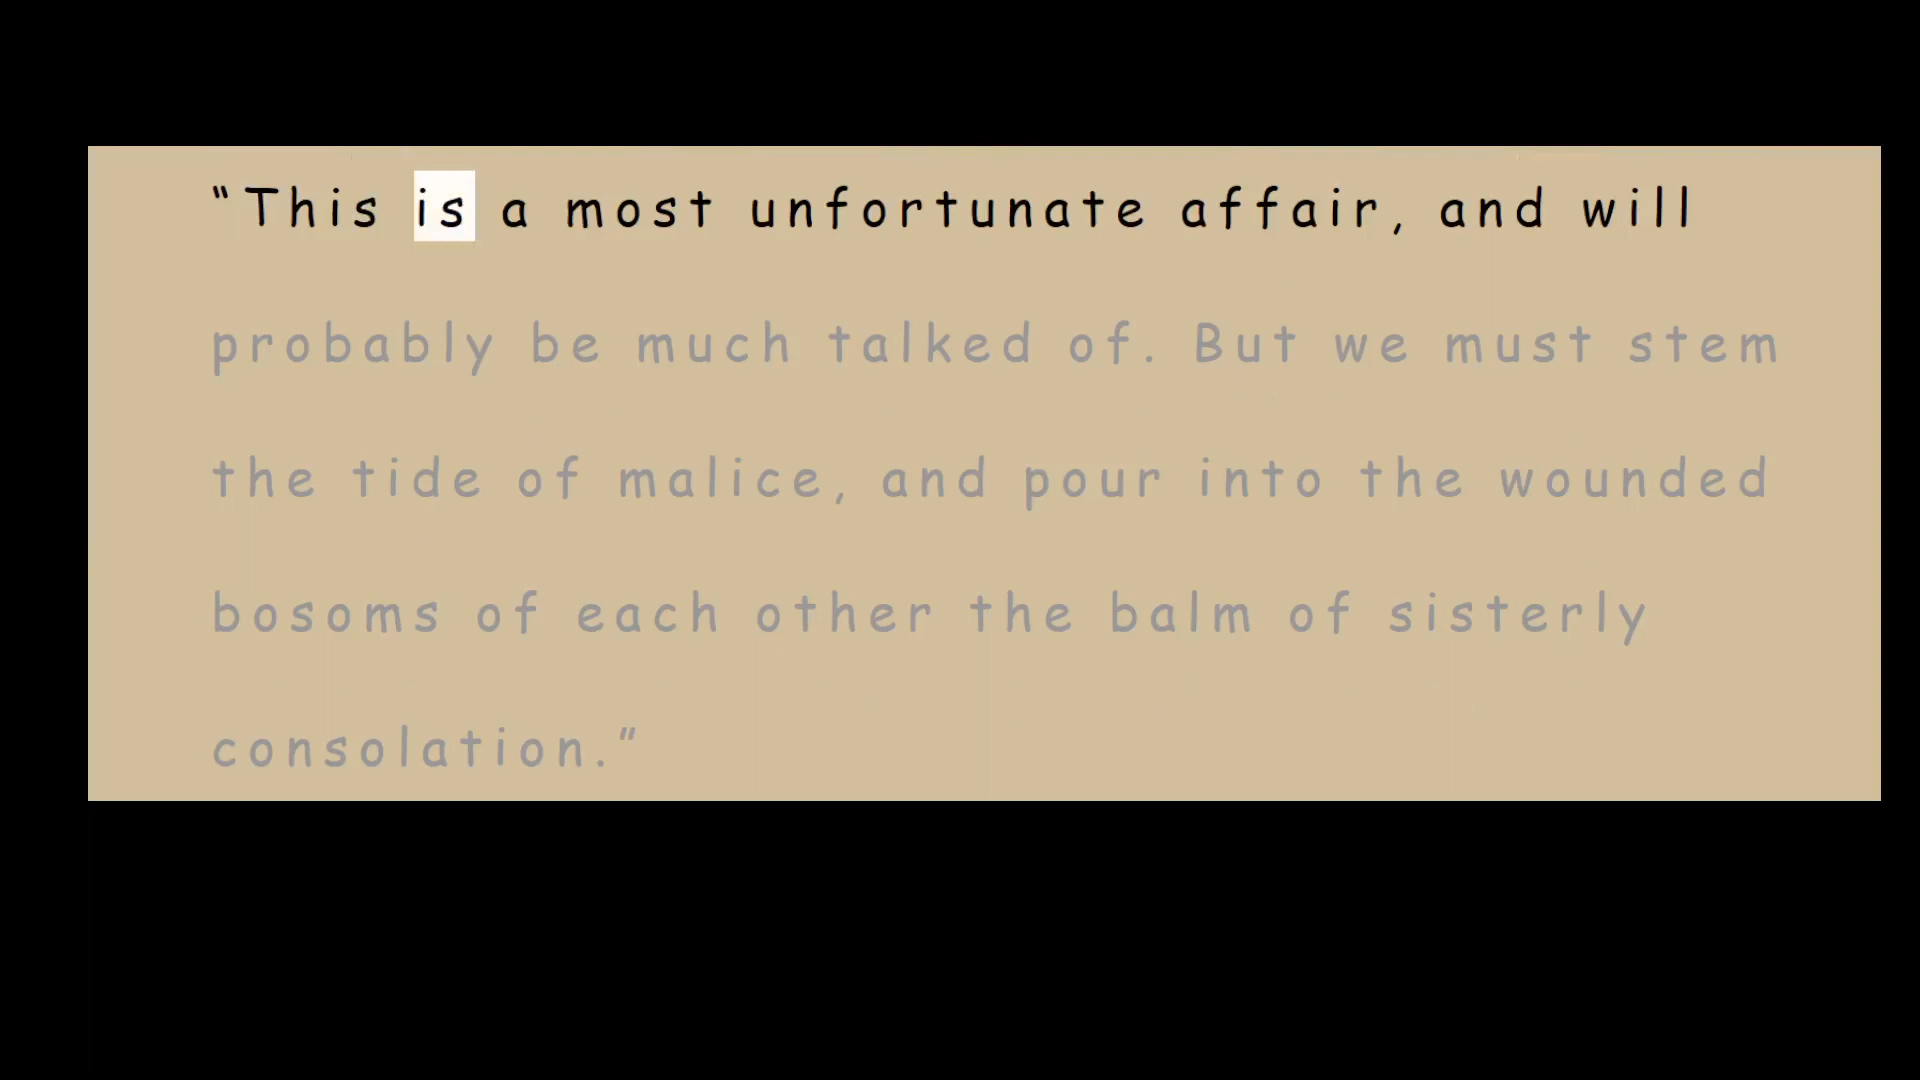 “This is a most unfortunate affair, and will
probably be much talked of. But we must stem
the tide of malice, and pour into the wounded
bosoms of each other the balm of sisterly
consolation.”